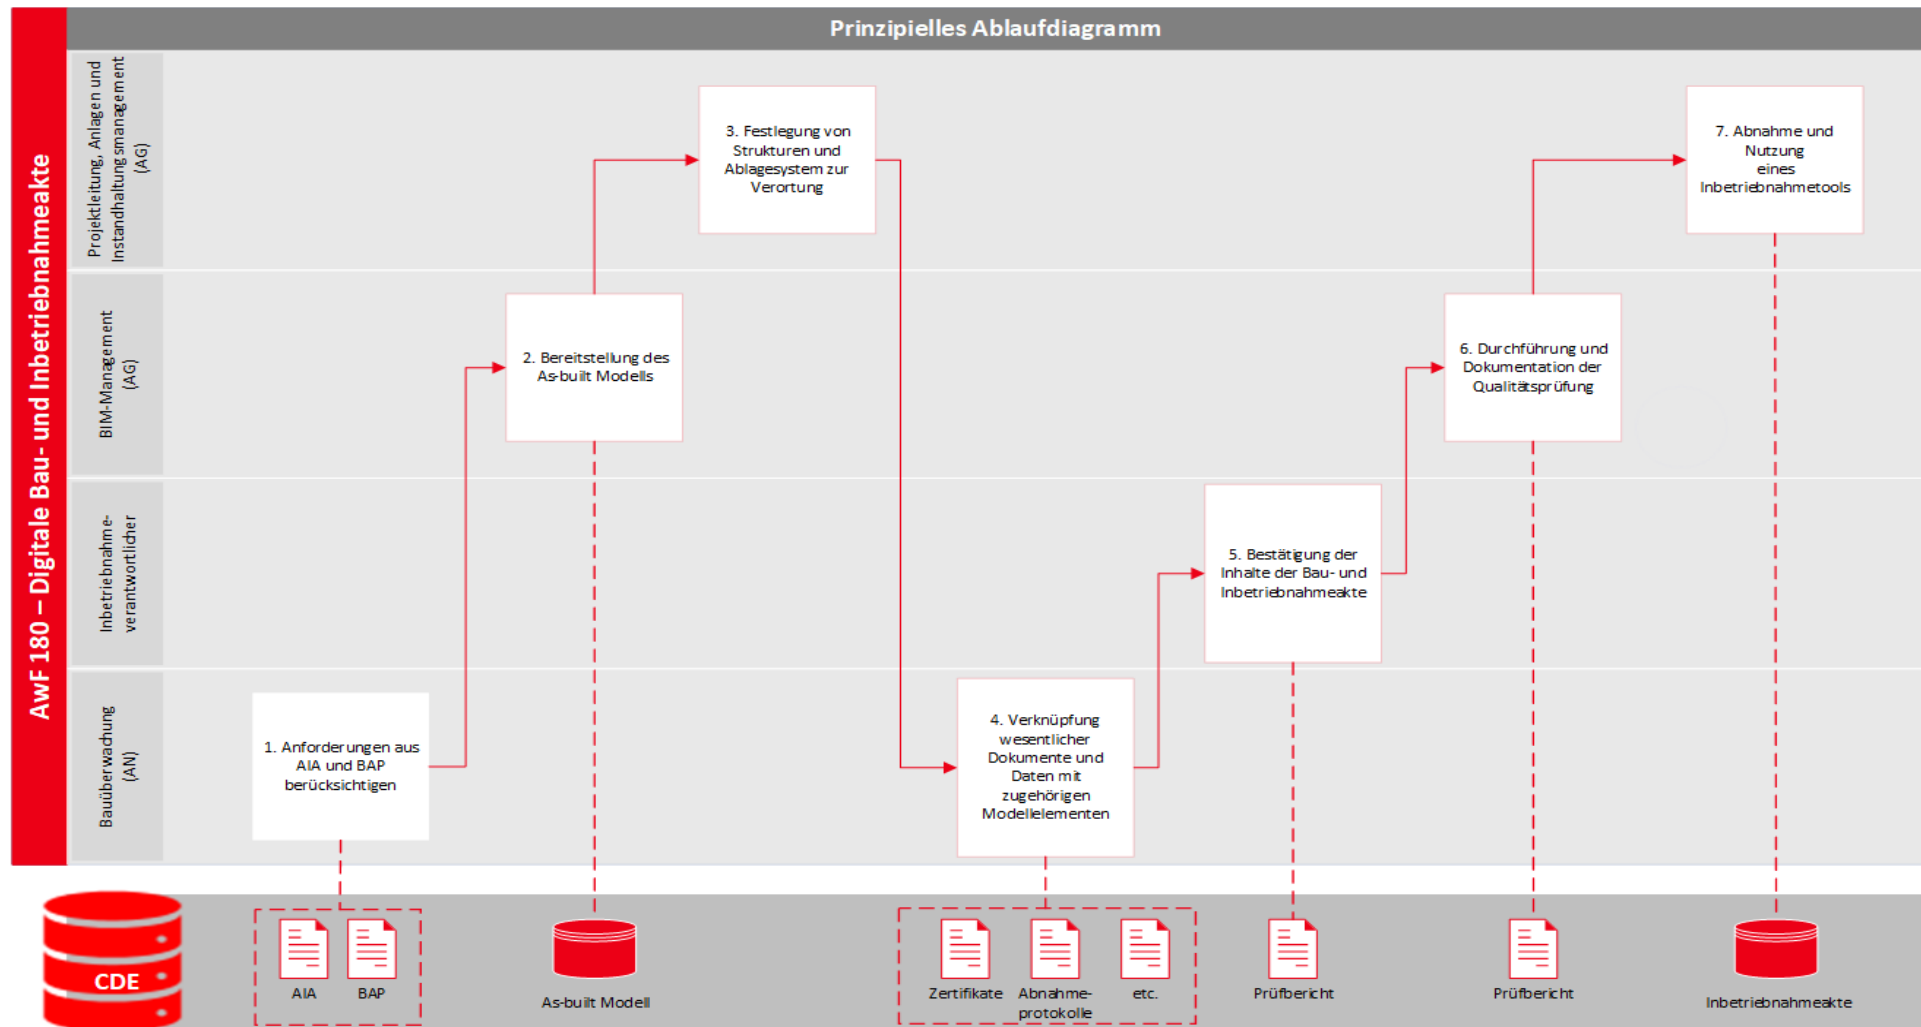 Prinzipielles Ablaufdiagramm
AwF 180 – Digitale Bau- und Inbetriebnahmeakte
Projektleitung, Anlagen und
Instandhaltungsmanagement
(AG)
3. Festlegung von
Strukturen und
Ablagesystem zur
Verortung
7. Abnahme und
Nutzung
eines
Inbetriebnahmetools
BIM-Management
(AG)
2. Bereitstellung des
As-built Modells
6. Durchführung und
Dokumentation der
Qualitätsprüfung
Inbetriebnahme-
verantwortlicher
5. Bestätigung der
Inhalte der Bau- und
Inbetriebnahmeakte
Bauüberwachung
(AN)
1. Anforderungen aus
AIA und BAP
berücksichtigen
4. Verknüpfung
wesentlicher
Dokumente und
Daten mit
zugehörigen
Modellelementen
CDE
AIA
BAP
As-built Modell
Zertifikate
Abnahme-
protokolle
etc.
Prüfbericht
Prüfbericht
Inbetriebnahmeakte